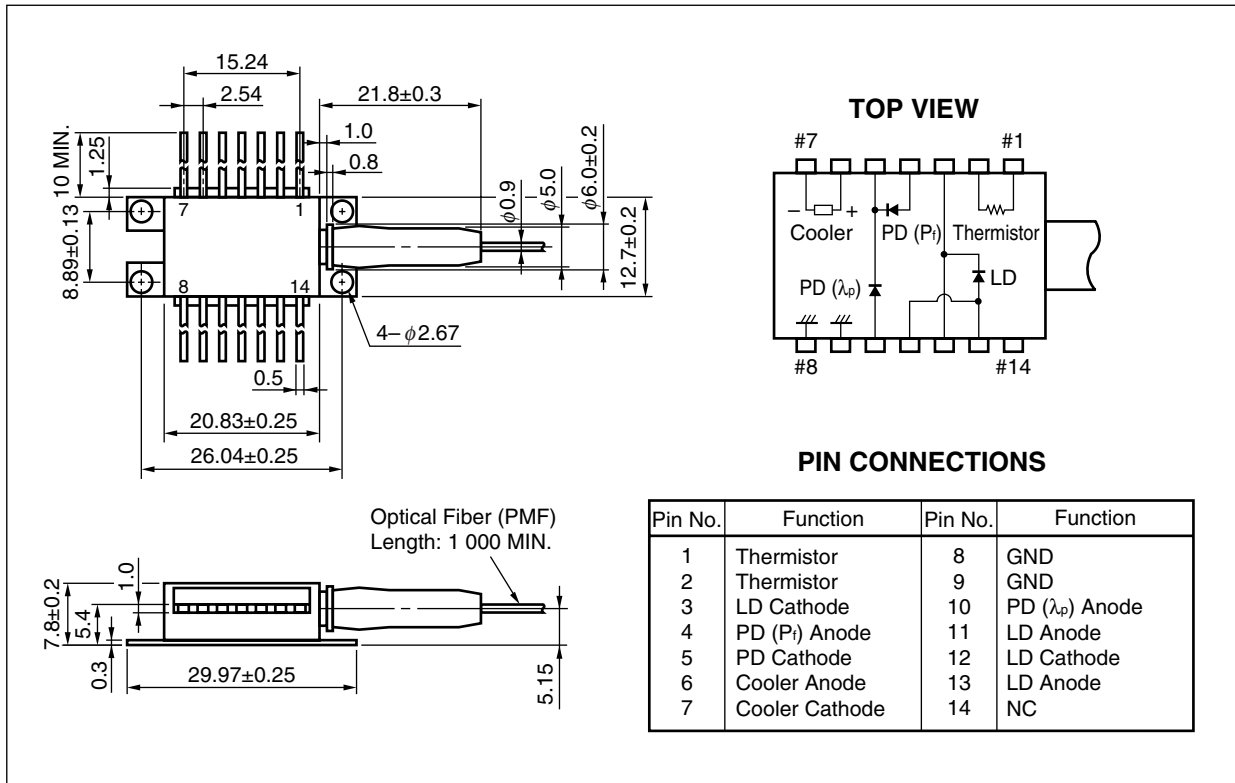 15.24
2.54
21.8±0.3
1.0
0.8
10 MIN.
1.25
8.89±0.13
7
1
8
14
ϕ0.9
ϕ5.0
ϕ6.0±0.2
12.7±0.2
4–ϕ2.67
0.5
20.83±0.25
26.04±0.25
Optical Fiber (PMF)
Length: 1 000 MIN.
7.8±0.2
5.4
1.0
0.3
29.97±0.25
5.15
TOP VIEW
#7
#1
– +
Cooler
PD (Pf)
Thermistor
PD (λp)
LD
#8
#14
PIN CONNECTIONS
Pin No. Function Pin No. Function
1 Thermistor 8 GND
2 Thermistor 9 GND
3 LD Cathode 10 PD (λp) Anode
4 PD (Pf) Anode 11 LD Anode
5 PD Cathode 12 LD Cathode
6 Cooler Anode 13 LD Anode
7 Cooler Cathode 14 NC